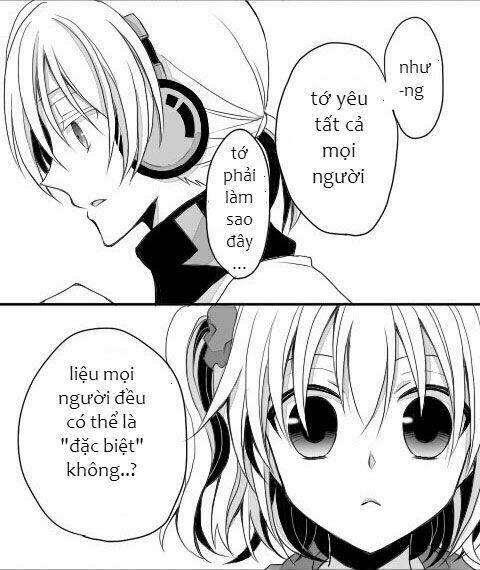 như
-ng
tớ yêu
tất cả
mọi
người
tớ
phải
làm
sao
đây
...
liệu mọi
người đều
có thể là
"đặc biệt"
không..?